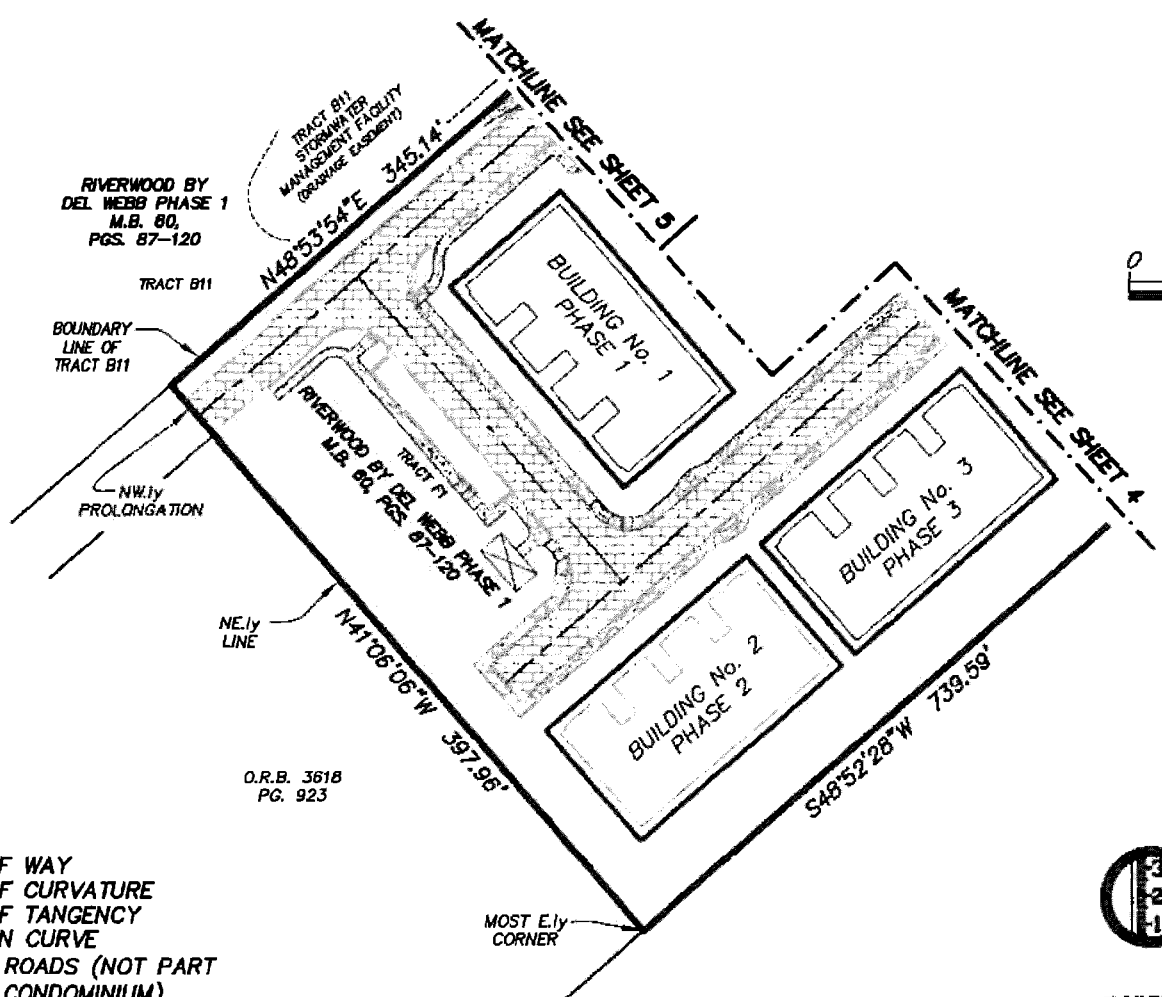 MATCHLINE SEE SHEET 5
TRACT B11
STORMWATER
MANAGEMENT FACILITY
(DRAINAGE EASEMENT)
N48°53'54"E 345.14'
RIVERWOOD BY
DEL WEBB PHASE 1
M.B. 80,
PGS. 87-120
TRACT B11
BOUNDARY
LINE OF
TRACT B11
NW.ly
PROLONGATION
BUILDING No. 1
PHASE 1
0
MATCHLINE SEE SHEET 4
TRACT F1
RIVERWOOD BY DEL WEBB PHASE 1
M.B. 80, PGS. 87-120
BUILDING No. 3
PHASE 3
BUILDING No. 2
PHASE 2
NE.ly
LINE
N41°06'06"W 397.96'
S48°52'28"W 739.59'
O.R.B. 3618
PG. 923
MOST E.ly
CORNER
F WAY
F CURVATURE
F TANGENCY
N CURVE
ROADS (NOT PART
CONDOMINIUM)
3
2
1